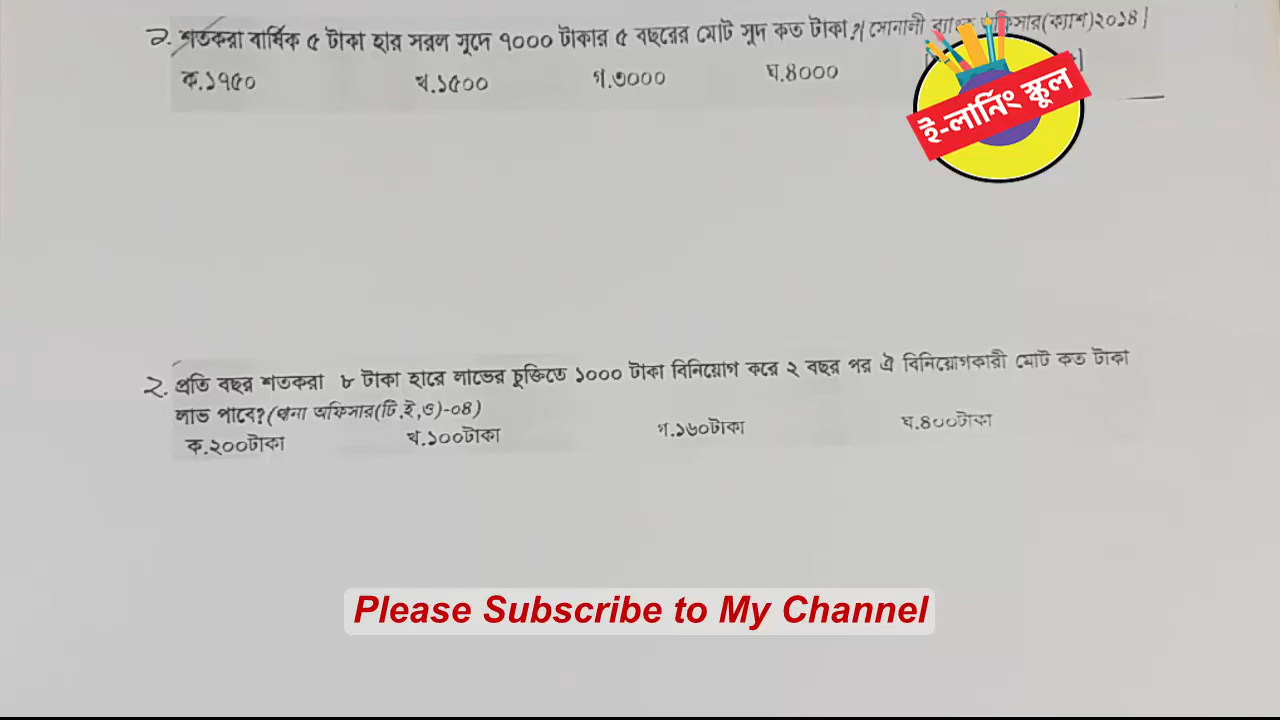 ১. শতকরা বার্ষিক ৫ টাকা হার সরল সুদে ৭০০০ টাকার ৫ বছরের মোট সুদ কত টাকা?। সোনালী ব্যাংক অফিসার(ক্যাশ)২০১৪।
ক.১৭৫০ খ.১৫০০ গ.৩০০০ ঘ.৪০০০
ই-লার্নিং স্কুল
২. প্রতি বছর শতকরা ৮ টাকা হারে লাভের চুক্তিতে ১০০০ টাকা বিনিয়োগ করে ২ বছর পর ঐ বিনিয়োগকারী মোট কত টাকা
লাভ পাবে?( অফিসার(টি,ই,ও)-০৪)
ক.২০০টাকা খ.১০০টাকা গ.১৬০টাকা ঘ.৪০০টাকা
Please Subscribe to My Channel